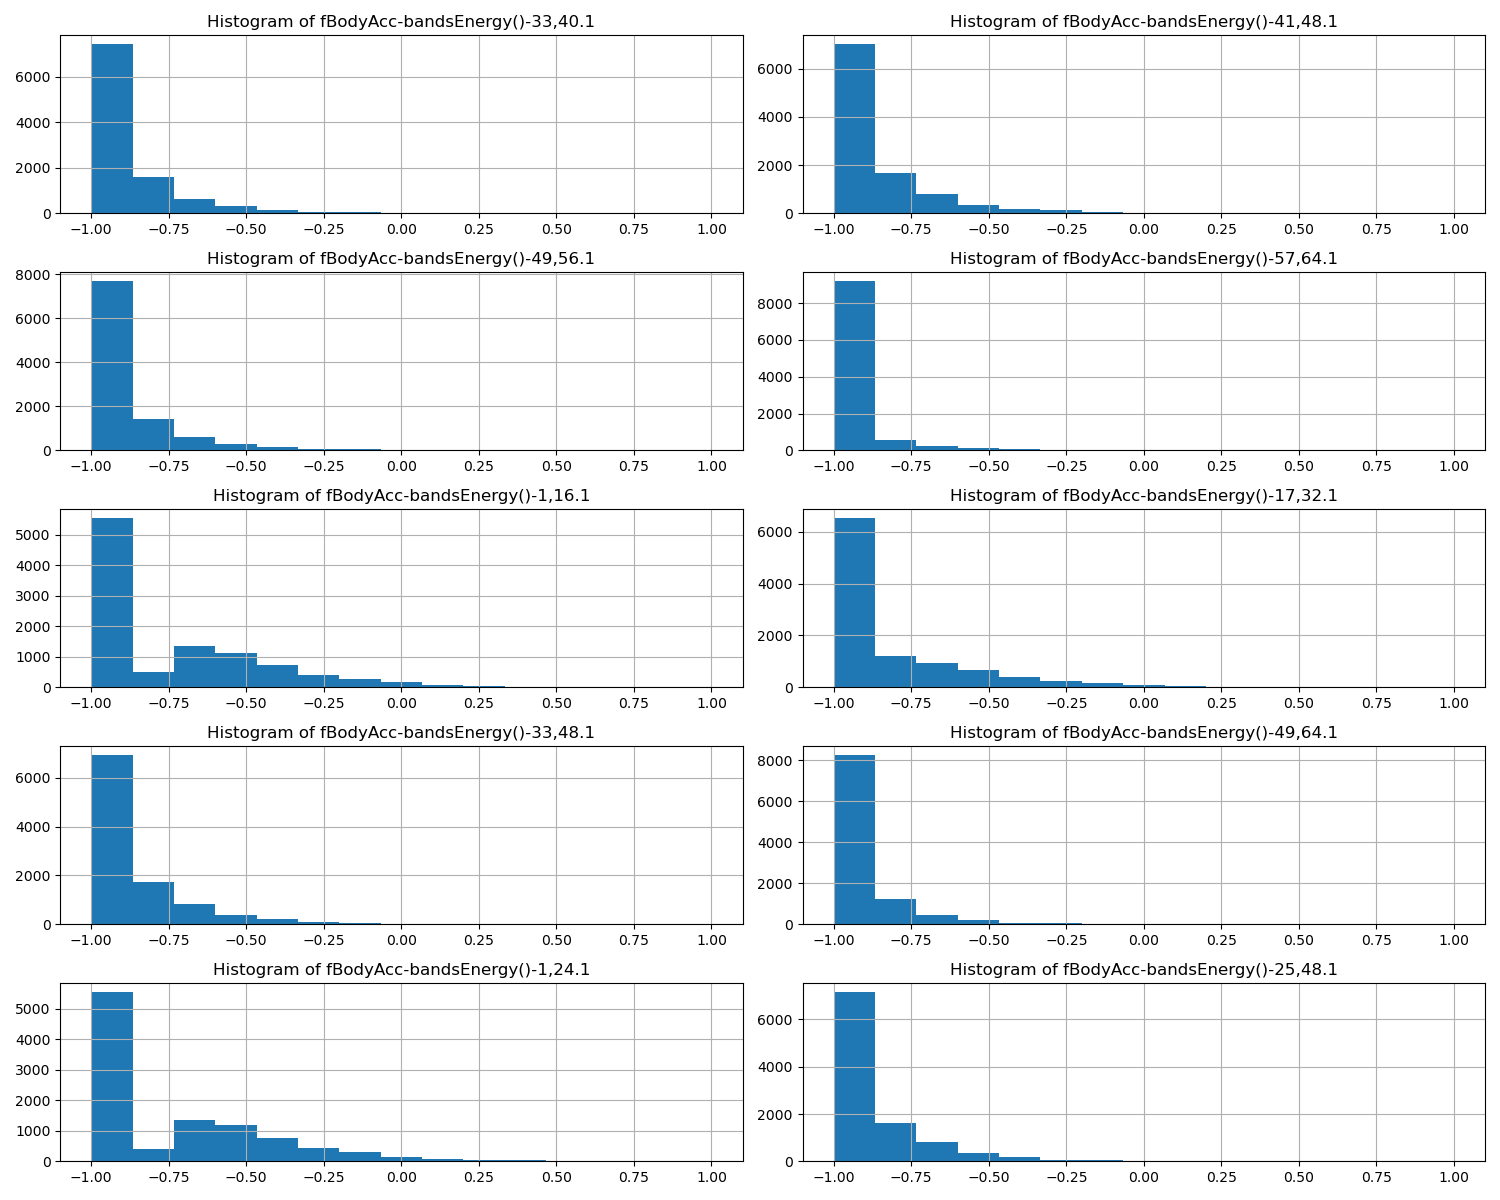 Histogram of fBodyAcc-bandsEnergy()-33,40.1
6000
4000
2000
0
−1.00 −0.75 −0.50 −0.25 0.00 0.25 0.50 0.75 1.00
Histogram of fBodyAcc-bandsEnergy()-41,48.1
6000
4000
2000
0
−1.00 −0.75 −0.50 −0.25 0.00 0.25 0.50 0.75 1.00
Histogram of fBodyAcc-bandsEnergy()-49,56.1
8000
6000
4000
2000
0
−1.00 −0.75 −0.50 −0.25 0.00 0.25 0.50 0.75 1.00
Histogram of fBodyAcc-bandsEnergy()-57,64.1
8000
6000
4000
2000
0
−1.00 −0.75 −0.50 −0.25 0.00 0.25 0.50 0.75 1.00
Histogram of fBodyAcc-bandsEnergy()-1,16.1
5000
4000
3000
2000
1000
0
−1.00 −0.75 −0.50 −0.25 0.00 0.25 0.50 0.75 1.00
Histogram of fBodyAcc-bandsEnergy()-17,32.1
6000
4000
2000
0
−1.00 −0.75 −0.50 −0.25 0.00 0.25 0.50 0.75 1.00
Histogram of fBodyAcc-bandsEnergy()-33,48.1
6000
4000
2000
0
−1.00 −0.75 −0.50 −0.25 0.00 0.25 0.50 0.75 1.00
Histogram of fBodyAcc-bandsEnergy()-49,64.1
8000
6000
4000
2000
0
−1.00 −0.75 −0.50 −0.25 0.00 0.25 0.50 0.75 1.00
Histogram of fBodyAcc-bandsEnergy()-1,24.1
5000
4000
3000
2000
1000
0
−1.00 −0.75 −0.50 −0.25 0.00 0.25 0.50 0.75 1.00
Histogram of fBodyAcc-bandsEnergy()-25,48.1
6000
4000
2000
0
−1.00 −0.75 −0.50 −0.25 0.00 0.25 0.50 0.75 1.00